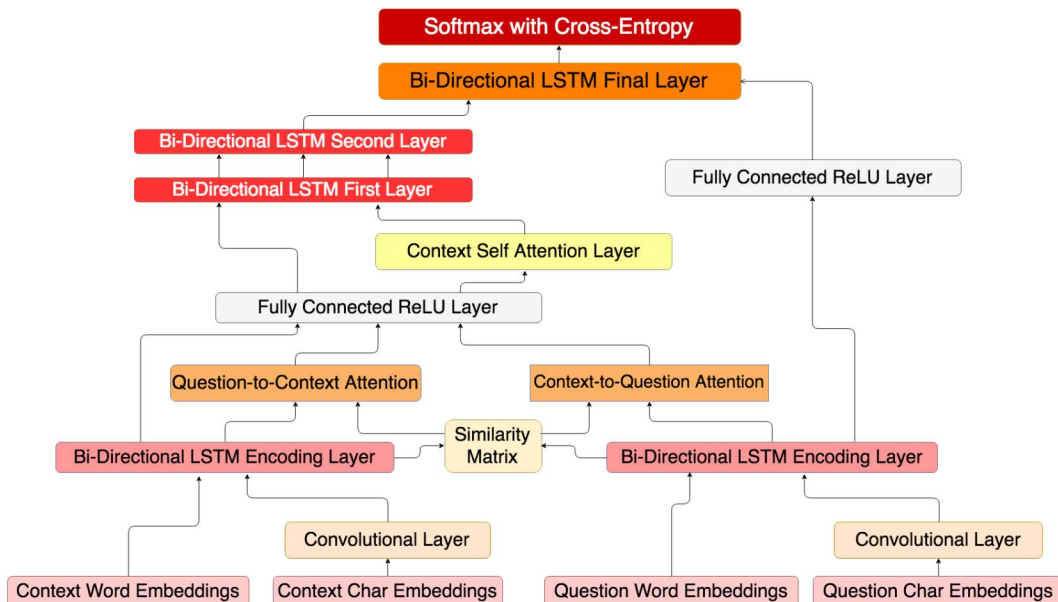 Softmax with Cross-Entropy
Bi-Directional LSTM Final Layer
Bi-Directional LSTM Second Layer
Bi-Directional LSTM First Layer
Fully Connected ReLU Layer
Context Self Attention Layer
Fully Connected ReLU Layer
Question-to-Context Attention
Context-to-Question Attention
Similarity
Matrix
Bi-Directional LSTM Encoding Layer
Bi-Directional LSTM Encoding Layer
Convolutional Layer
Convolutional Layer
Context Word Embeddings
Context Char Embeddings
Question Word Embeddings
Question Char Embeddings